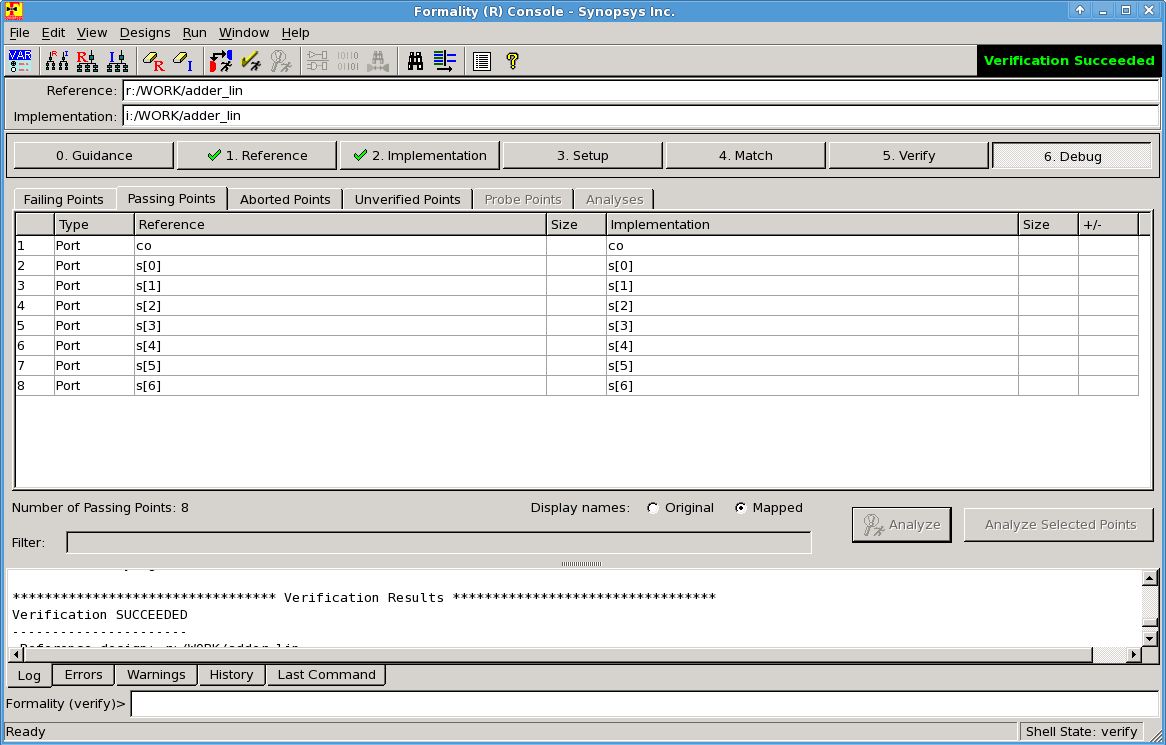 Formality (R) Console - Synopsys Inc.
File Edit View Designs Run Window Help
Verification Succeeded
Reference: r:/WORK/adder_lin
Implementation: i:/WORK/adder_lin
0. Guidance 1. Reference 2. Implementation 3. Setup 4. Match 5. Verify 6. Debug
Failing Points Passing Points Aborted Points Unverified Points Probe Points Analyses
Type Reference Size Implementation Size +/-
1 Port co co
2 Port s[0] s[0]
3 Port s[1] s[1]
4 Port s[2] s[2]
5 Port s[3] s[3]
6 Port s[4] s[4]
7 Port s[5] s[5]
8 Port s[6] s[6]
Number of Passing Points: 8 Display names: Original Mapped
Analyze Analyze Selected Points
Filter:
********************************* Verification Results *********************************
Verification SUCCEEDED
----------------------
Reference design: r:/WORK/adder_lin
Log Errors Warnings History Last Command
Formality (verify)>
Ready Shell State: verify